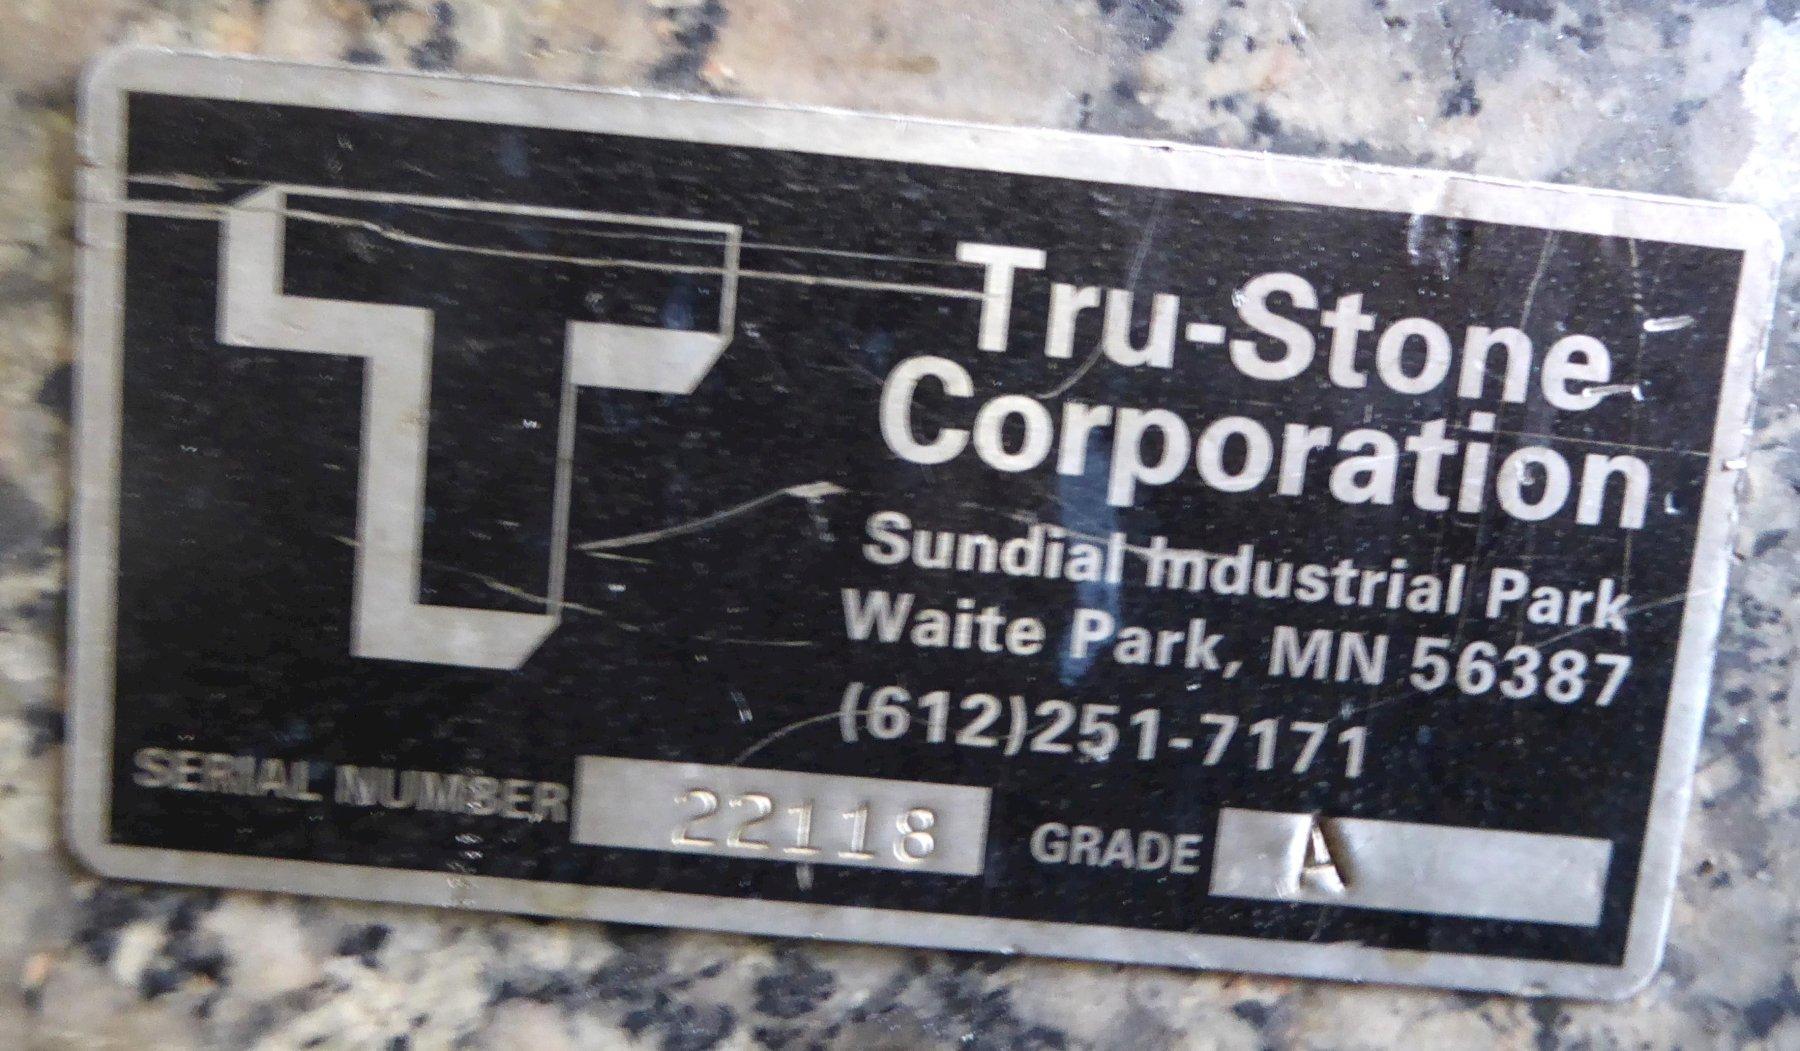 Tru-Stone
Corporation
Sundial Industrial Park
Waite Park, MN 56387
(612)251-7171
SERIAL NUMBER 22118 GRADE A